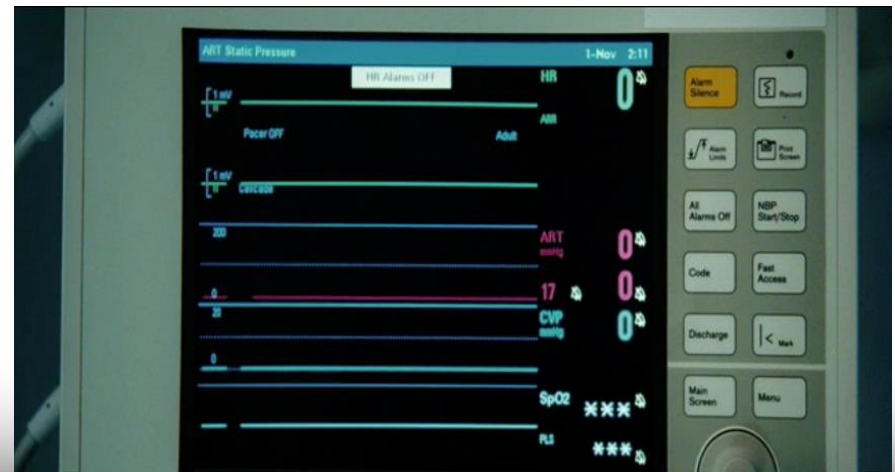 ART Static Pressure 1-Nov 2:11
HR Alarms Off
HR 0
1 mV
II
ARR
Pacer OFF Adult
1 mV
Cascade
200
ART 0
mmHg
0
17 0
20
CVP 0
mmHg
0
SpO2 ***
PLS ***
Alarm Silence
Record
Alarm Limits
Print Screen
All Alarms Off
NBP Start/Stop
Code
Fast Access
Discharge
Mark
Main Screen
Menu